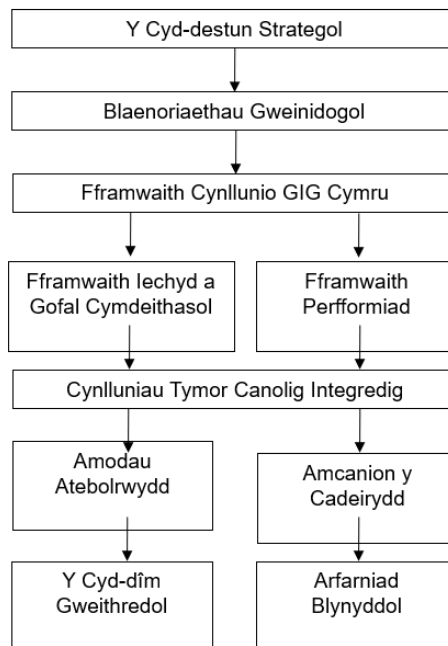 Y Cyd-destun Strategol
Blaenoriaethau Gweinidogol
Fframwaith Cynllunio GIG Cymru
Fframwaith Iechyd a
Gofal Cymdeithasol
Fframwaith
Perfformiad
Cynlluniau Tymor Canolig Integredig
Amodau
Atebolrwydd
Amcanion y
Cadeirydd
Y Cyd-dîm
Gweithredol
Arfarniad
Blynyddol